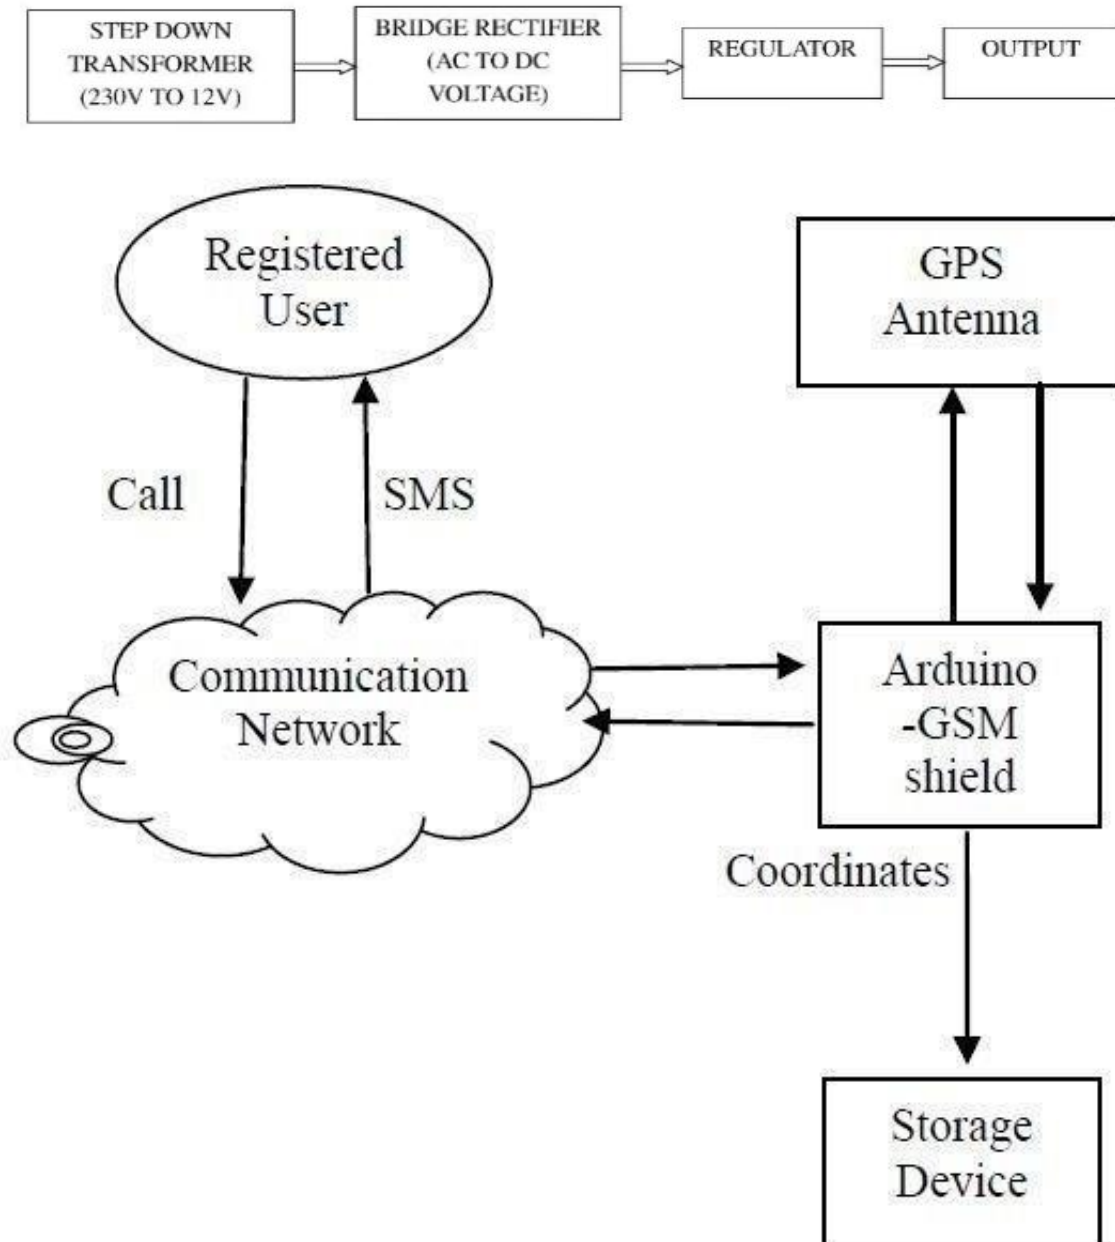 STEP DOWN
TRANSFORMER
(230V TO 12V)
BRIDGE RECTIFIER
(AC TO DC
VOLTAGE)
REGULATOR
OUTPUT
Registered
User
GPS
Antenna
Call
SMS
Communication
Network
Arduino
-GSM
shield
Coordinates
Storage
Device